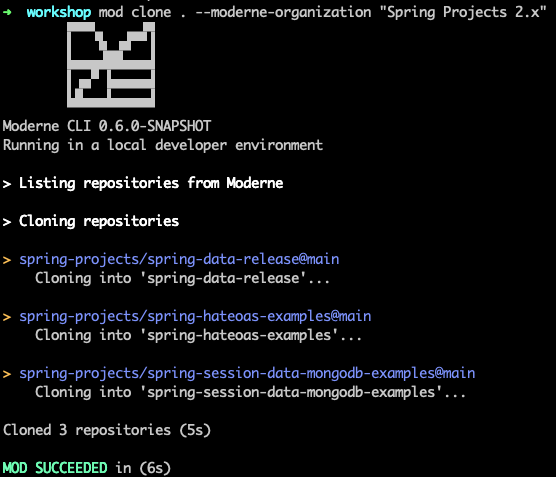 ➜ workshop mod clone . --moderne-organization "Spring Projects 2.x"
Moderne CLI 0.6.0-SNAPSHOT
Running in a local developer environment
> Listing repositories from Moderne
> Cloning repositories
> spring-projects/spring-data-release@main
Cloning into 'spring-data-release'...
> spring-projects/spring-hateoas-examples@main
Cloning into 'spring-hateoas-examples'...
> spring-projects/spring-session-data-mongodb-examples@main
Cloning into 'spring-session-data-mongodb-examples'...
Cloned 3 repositories (5s)
MOD SUCCEEDED in (6s)